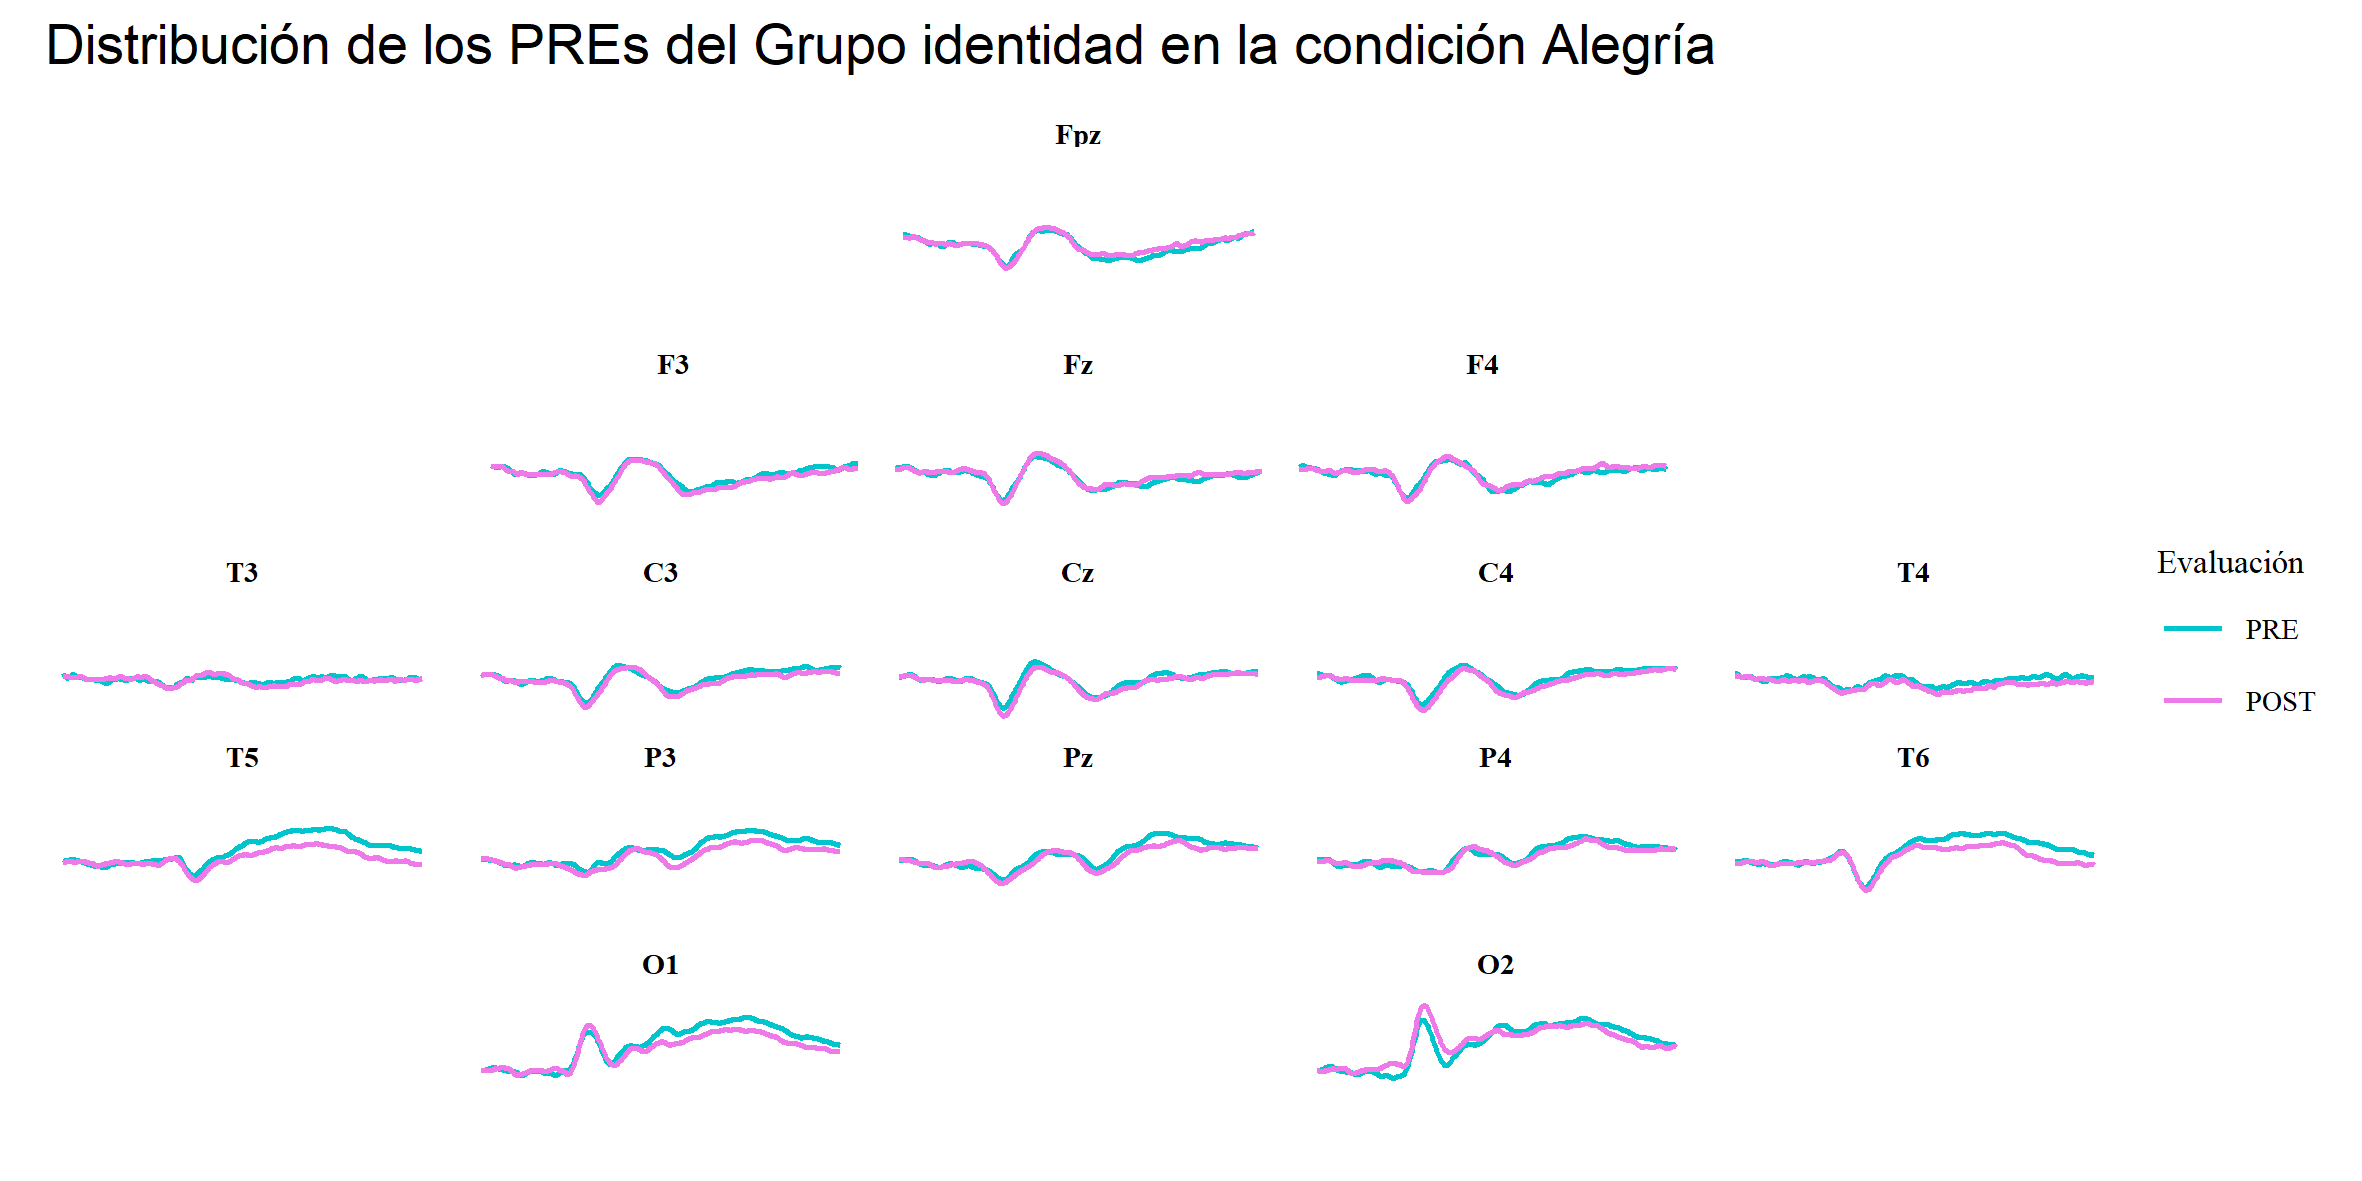 Distribución de los PREs del Grupo identidad en la condición Alegría
Fpz
F3 Fz F4
T3 C3 Cz C4 T4
Evaluación
PRE
POST
T5 P3 Pz P4 T6
O1 O2